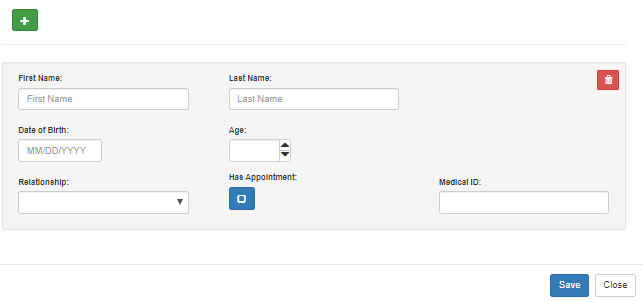 First Name:
Last Name:
First Name
Last Name
Date of Birth:
Age:
MM/DD/YYYY
Relationship:
Has Appointment:
Medical ID:
Save
Close